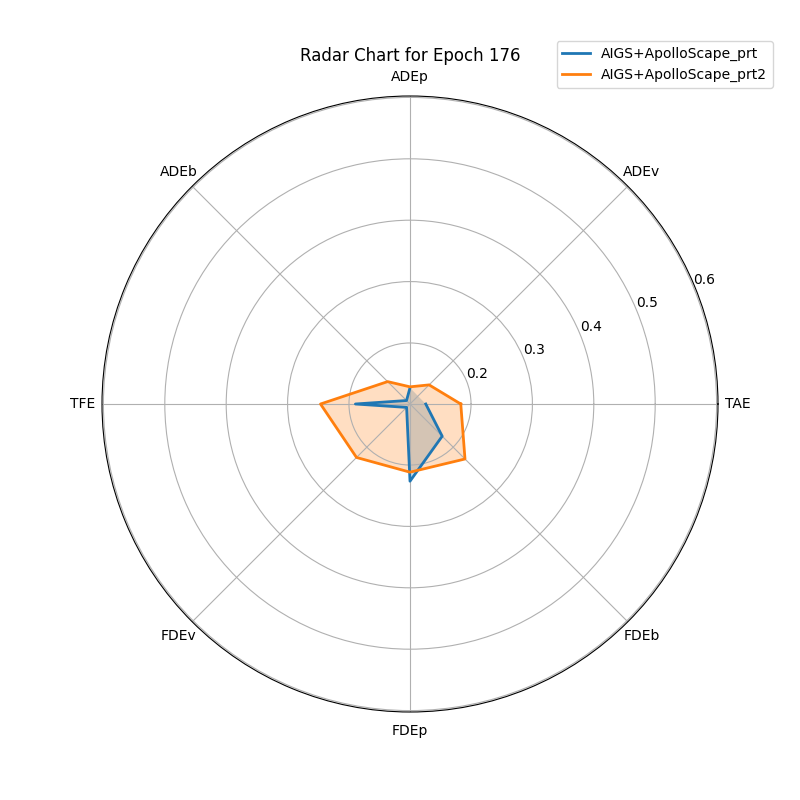 Radar Chart for Epoch 176
AIGS+ApolloScape_prt
AIGS+ApolloScape_prt2
ADEp
ADEb
ADEv
0.6
0.5
0.4
0.3
0.2
TFE
TAE
FDEv
FDEb
FDEp